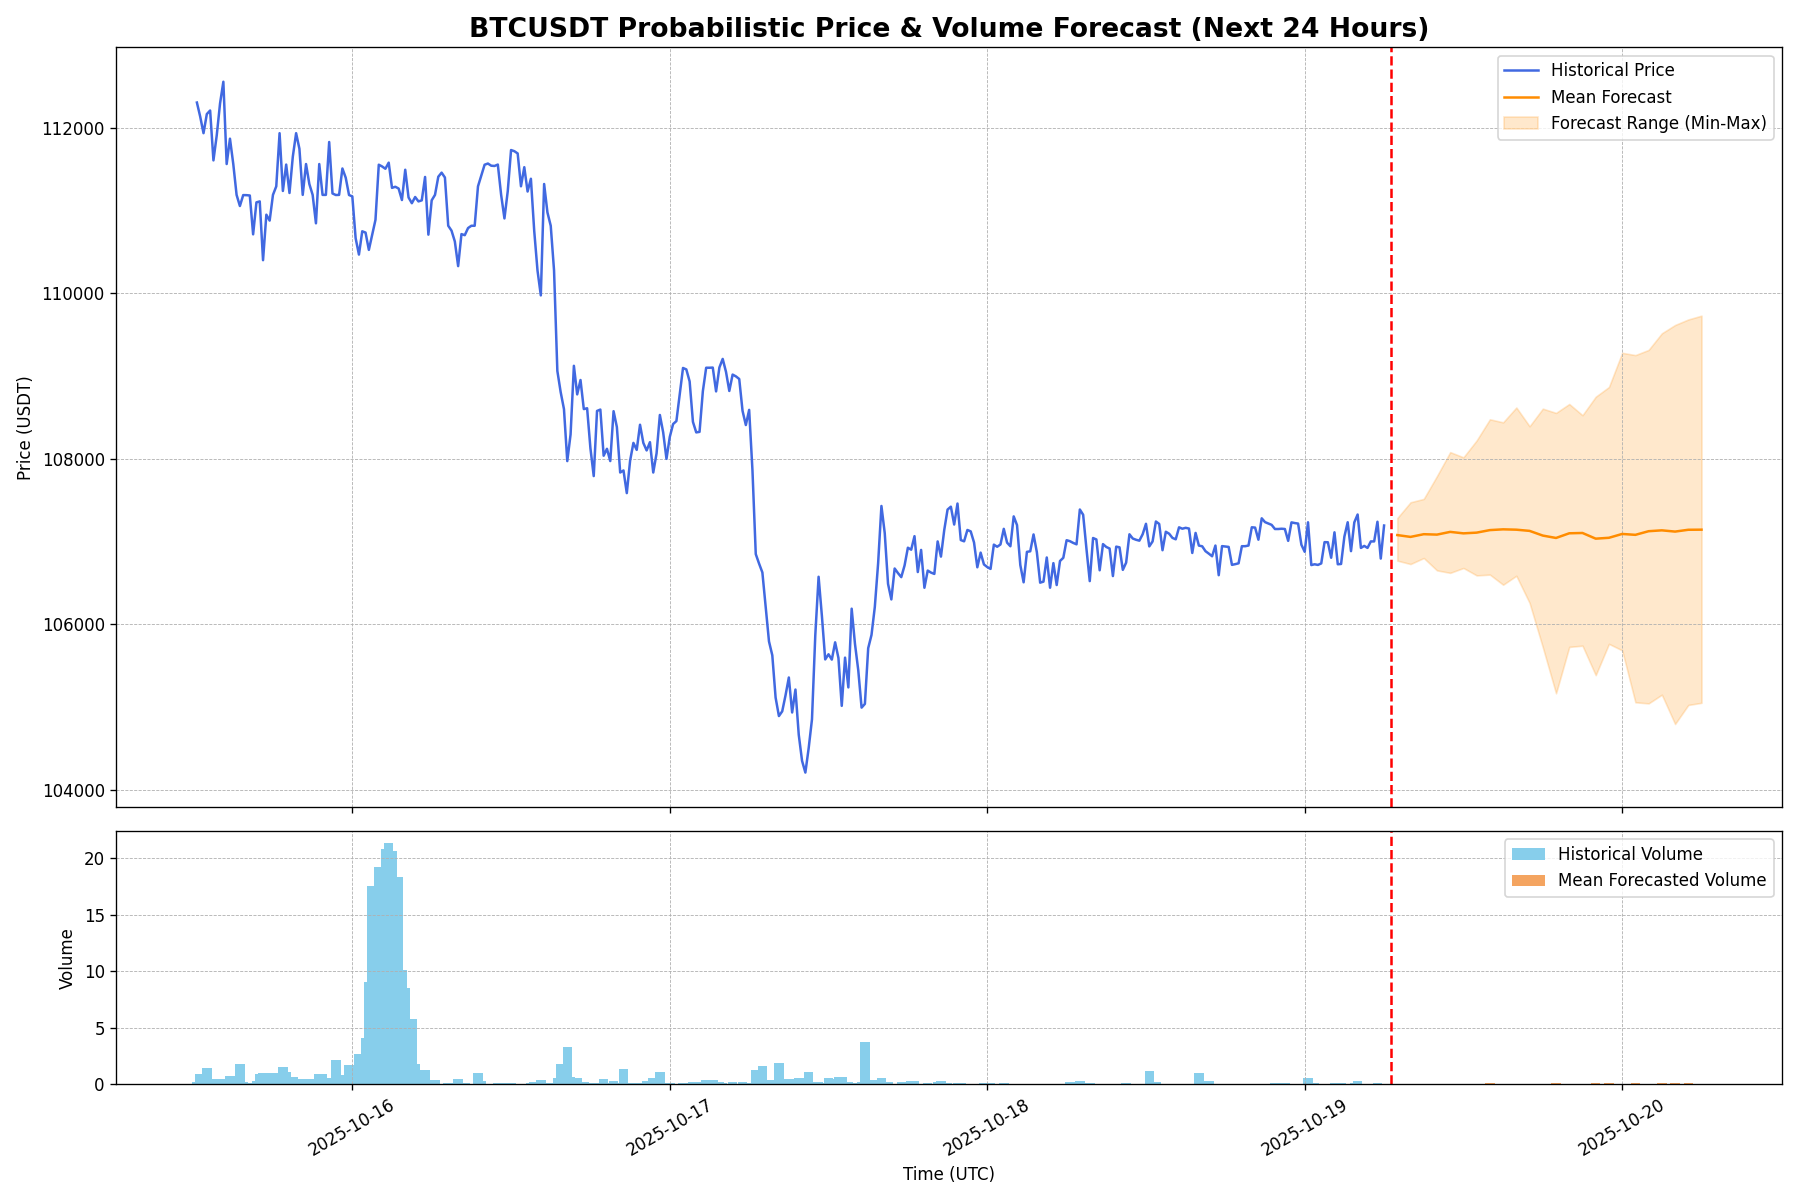 BTCUSDT Probabilistic Price & Volume Forecast (Next 24 Hours)
Historical Price
Mean Forecast
Forecast Range (Min-Max)
112000
110000
108000
106000
104000
Price (USDT)
Historical Volume
Mean Forecasted Volume
20
15
10
5
0
Volume
2025-10-16
2025-10-17
2025-10-18
2025-10-19
2025-10-20
Time (UTC)